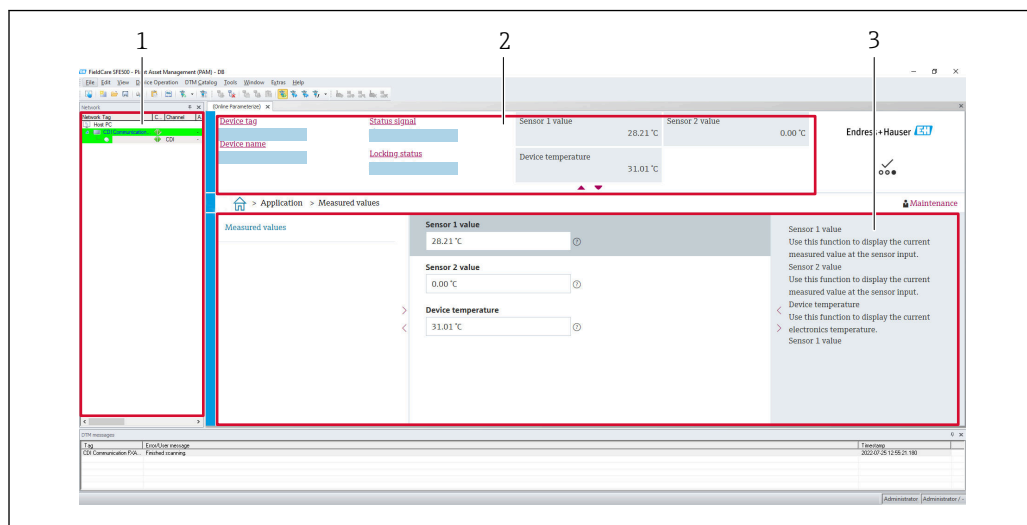 1
2
3
FieldCare SFE500 - Plant Asset Management (PAM) - DB
File Edit View Device Operation DTM Catalog Tools Window Extras Help
Network
(Online Parameterize)
Network Tag C... Channel A
Host PC
CDI Communication...
CDI
Device tag
Device name
Status signal
Locking status
Sensor 1 value
28.21 °C
Sensor 2 value
0.00 °C
Device temperature
31.01 °C
Endress+Hauser EH
> Application > Measured values
Maintenance
Measured values
Sensor 1 value
28.21 °C
Sensor 2 value
0.00 °C
Device temperature
31.01 °C
Sensor 1 value
Use this function to display the current
measured value at the sensor input.
Sensor 2 value
Use this function to display the current
measured value at the sensor input.
Device temperature
Use this function to display the current
electronics temperature.
Sensor 1 value
DTM messages
Tag Error/User message Timestamp
CDI Communication FXA... Finished scanning. 2022-07-25 12:55:21.180
Administrator Administrator / -